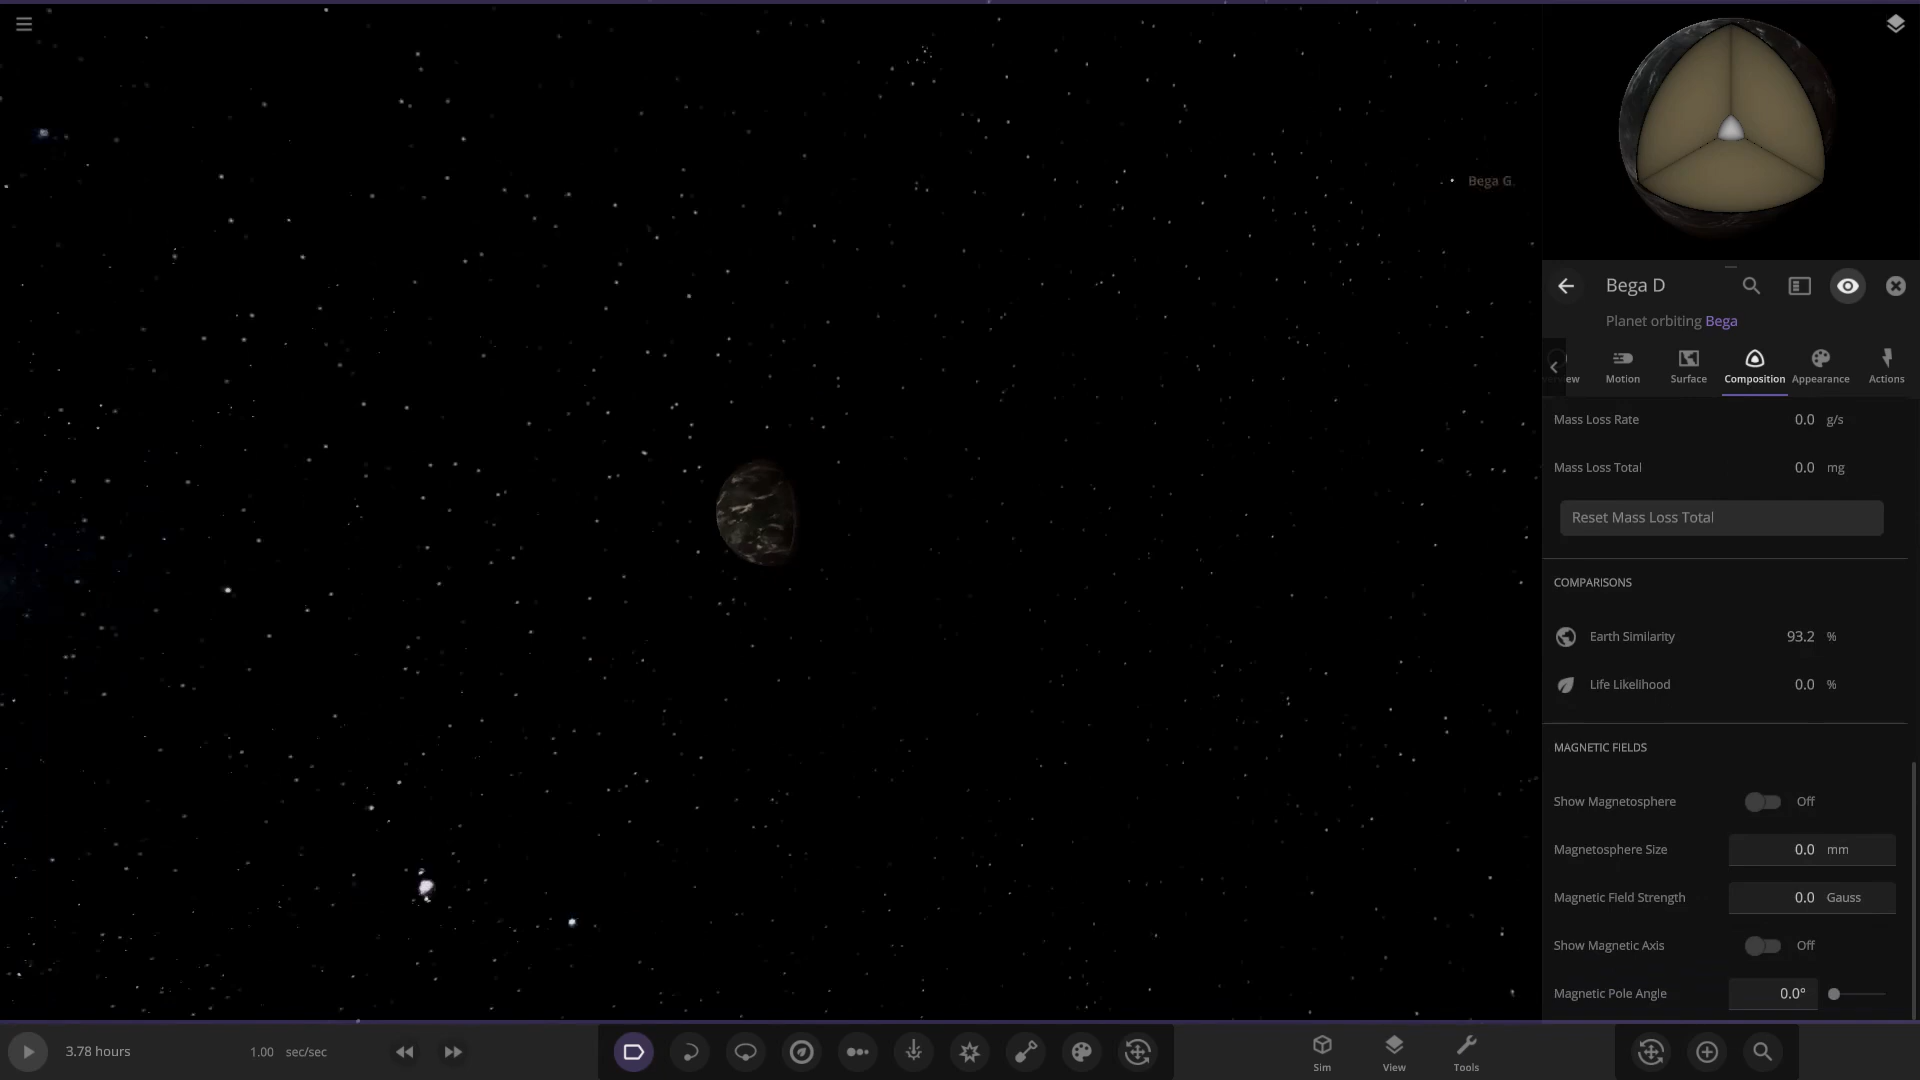 Bega G
Bega D
Planet orbiting Bega
Motion
Surface
Composition
Appearance
Actions
Mass Loss Rate 0.0 g/s
Mass Loss Total 0.0 mg
Reset Mass Loss Total
COMPARISONS
Earth Similarity 93.2 %
Life Likelihood 0.0 %
MAGNETIC FIELDS
Show Magnetosphere Off
Magnetosphere Size 0.0 mm
Magnetic Field Strength 0.0 Gauss
Show Magnetic Axis Off
Magnetic Pole Angle 0.0°
3.78 hours
1.00 sec/sec
Sim
View
Tools